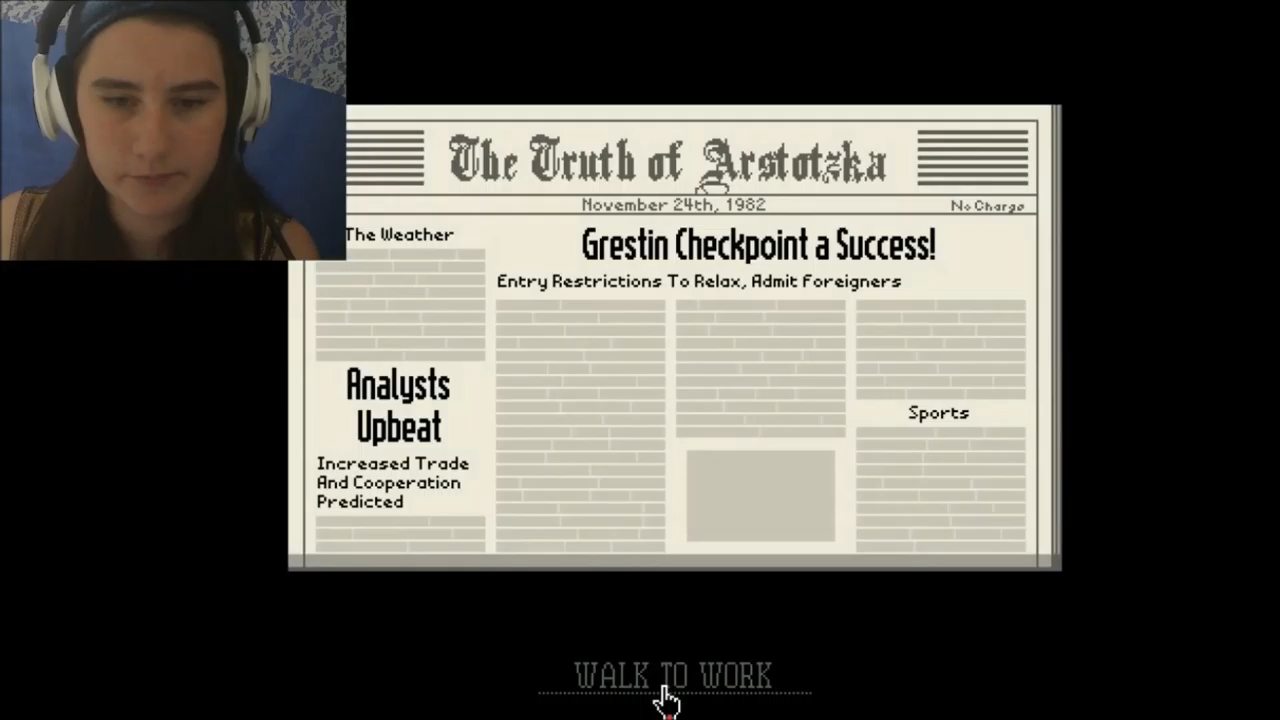 The Truth of Arstotzka
November 24th, 1982
No Charge
The Weather
Grestin Checkpoint a Success!
Entry Restrictions To Relax, Admit Foreigners
Analysts
Upbeat
Increased Trade
And Cooperation
Predicted
Sports
WALK TO WORK